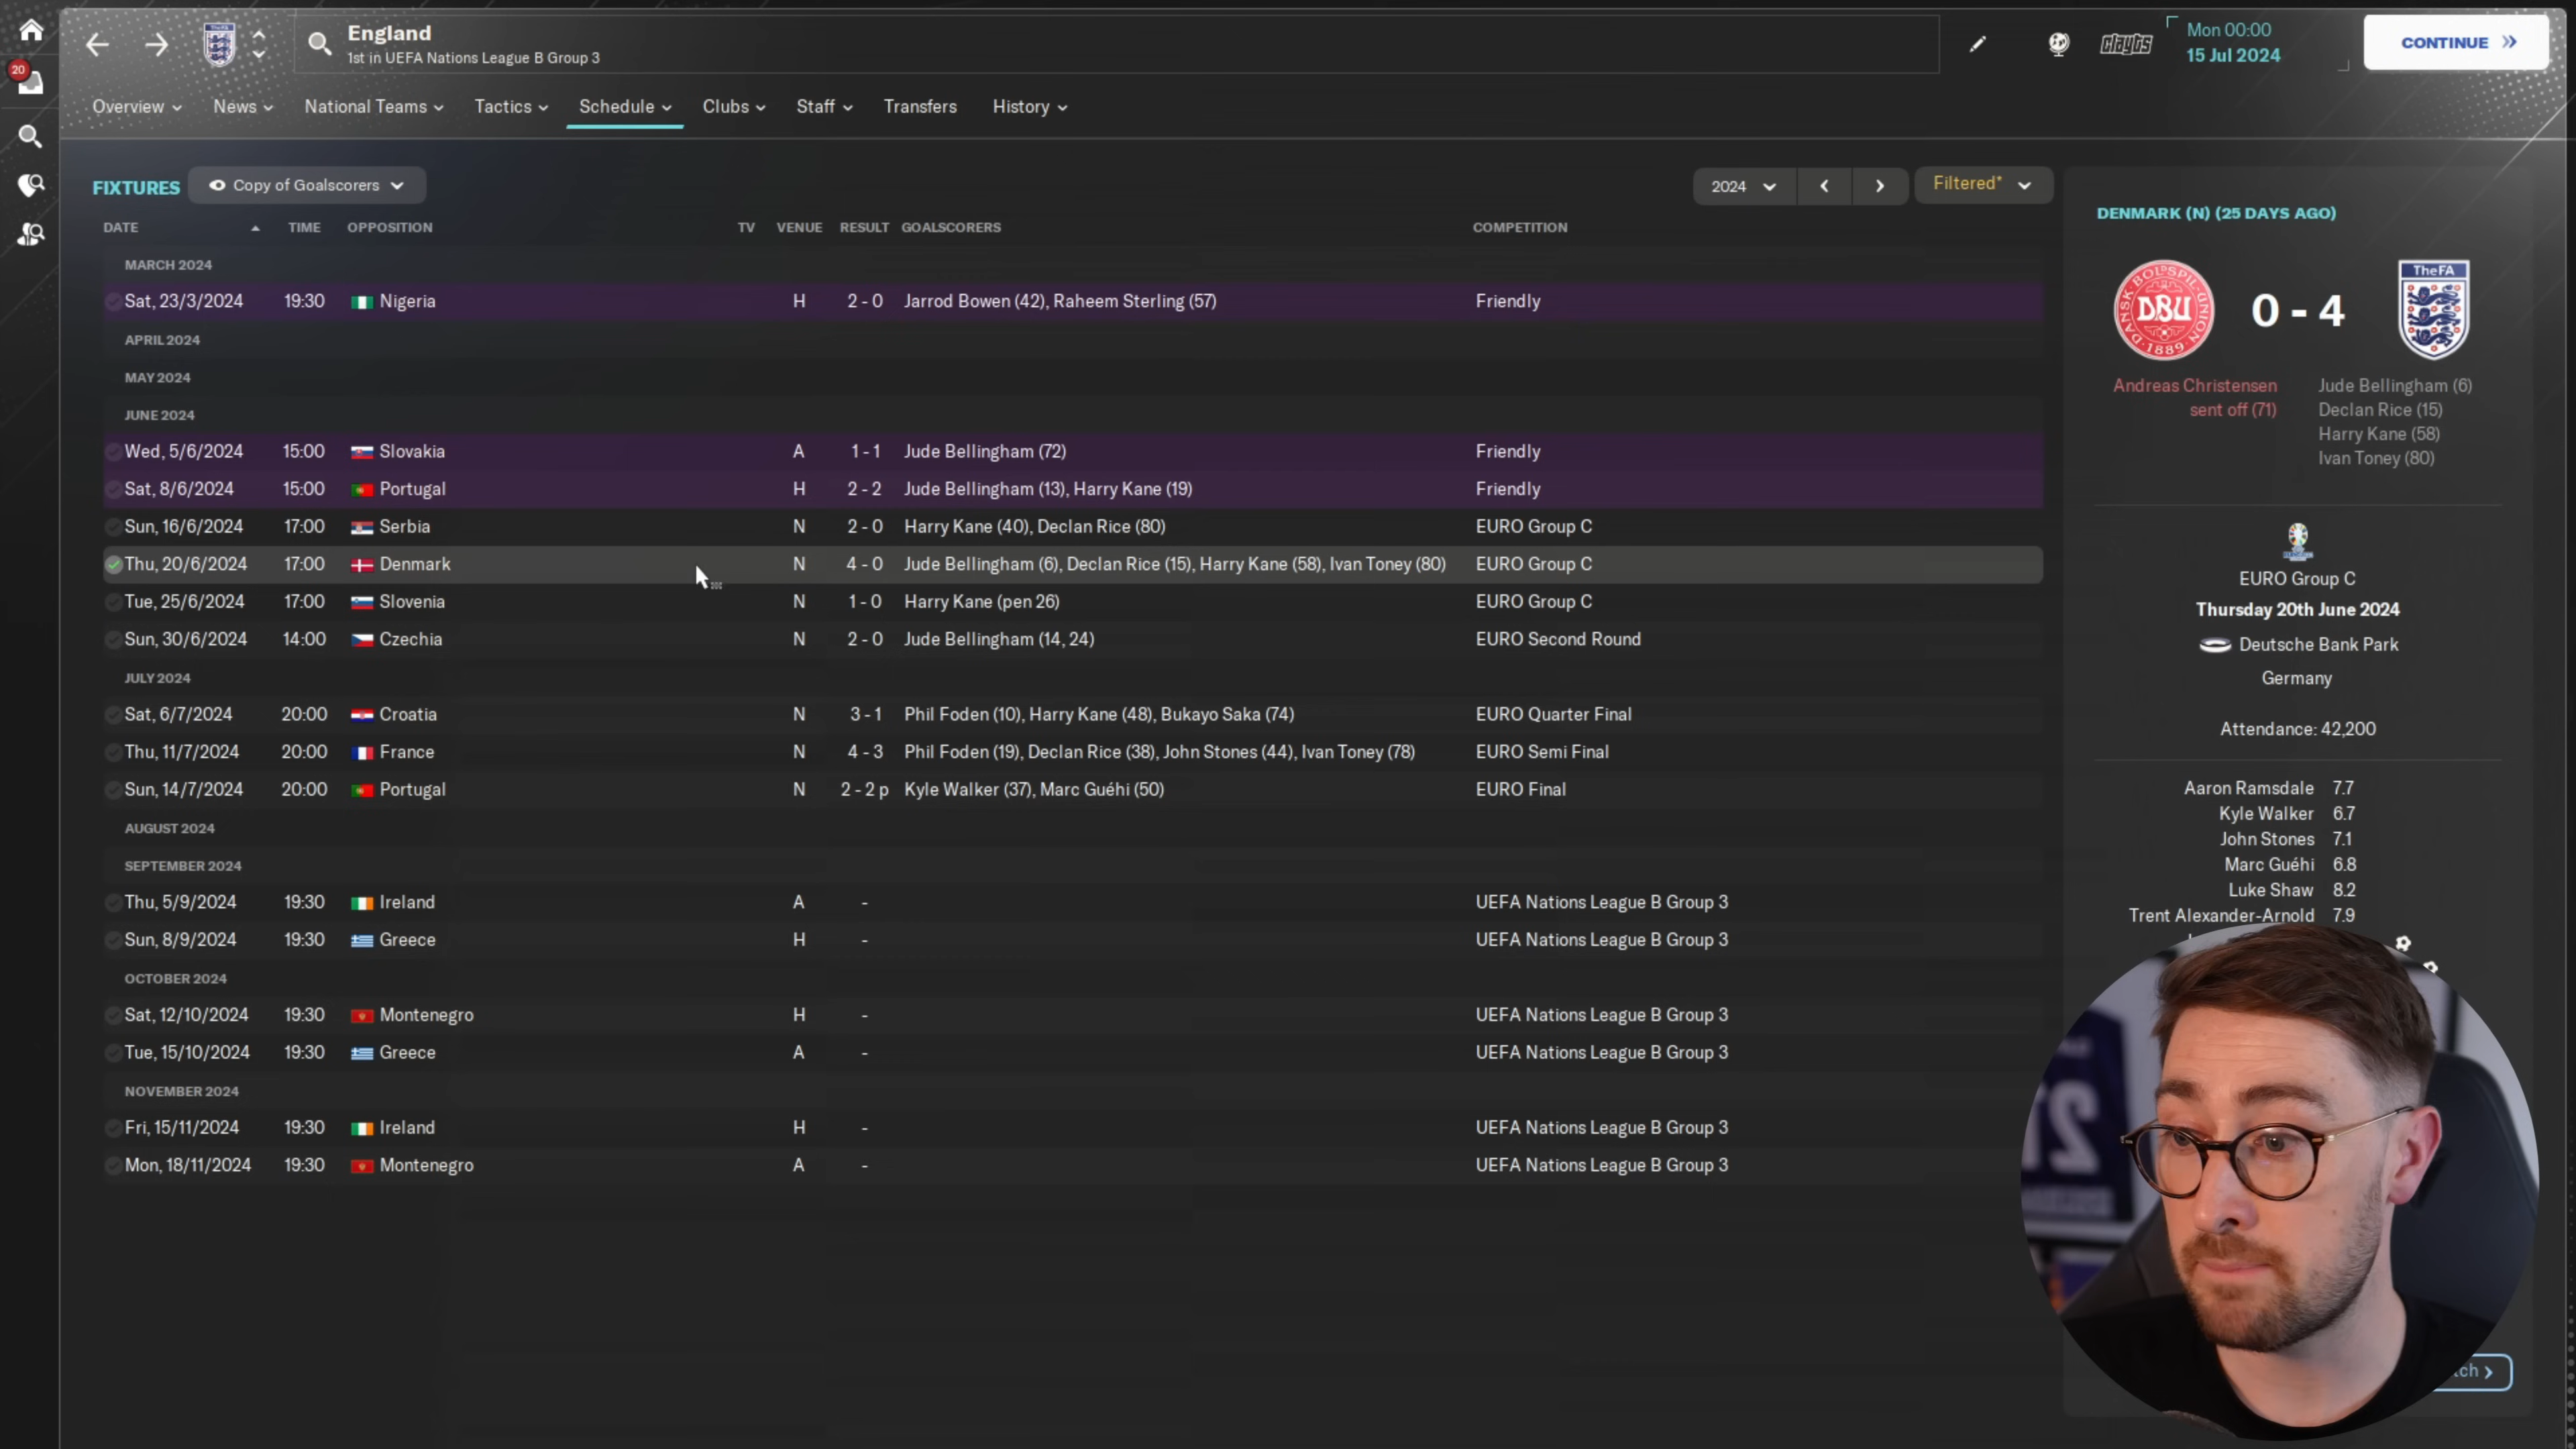 England
1st in UEFA Nations League B Group 3
clayts
Mon 00:00
15 Jul 2024
CONTINUE
20
Overview News National Teams Tactics Schedule Clubs Staff Transfers History
FIXTURES Copy of Goalscorers 2024 Filtered*
DATE TIME OPPOSITION TV VENUE RESULT GOALSCORERS COMPETITION
MARCH 2024
Sat, 23/3/2024 19:30 Nigeria H 2 - 0 Jarrod Bowen (42), Raheem Sterling (57) Friendly
APRIL 2024
MAY 2024
JUNE 2024
Wed, 5/6/2024 15:00 Slovakia A 1 - 1 Jude Bellingham (72) Friendly
Sat, 8/6/2024 15:00 Portugal H 2 - 2 Jude Bellingham (13), Harry Kane (19) Friendly
Sun, 16/6/2024 17:00 Serbia N 2 - 0 Harry Kane (40), Declan Rice (80) EURO Group C
Thu, 20/6/2024 17:00 Denmark N 4 - 0 Jude Bellingham (6), Declan Rice (15), Harry Kane (58), Ivan Toney (80) EURO Group C
Tue, 25/6/2024 17:00 Slovenia N 1 - 0 Harry Kane (pen 26) EURO Group C
Sun, 30/6/2024 14:00 Czechia N 2 - 0 Jude Bellingham (14, 24) EURO Second Round
JULY 2024
Sat, 6/7/2024 20:00 Croatia N 3 - 1 Phil Foden (10), Harry Kane (48), Bukayo Saka (74) EURO Quarter Final
Thu, 11/7/2024 20:00 France N 4 - 3 Phil Foden (19), Declan Rice (38), John Stones (44), Ivan Toney (78) EURO Semi Final
Sun, 14/7/2024 20:00 Portugal N 2 - 2 p Kyle Walker (37), Marc Guéhi (50) EURO Final
AUGUST 2024
SEPTEMBER 2024
Thu, 5/9/2024 19:30 Ireland A - UEFA Nations League B Group 3
Sun, 8/9/2024 19:30 Greece H - UEFA Nations League B Group 3
OCTOBER 2024
Sat, 12/10/2024 19:30 Montenegro H - UEFA Nations League B Group 3
Tue, 15/10/2024 19:30 Greece A - UEFA Nations League B Group 3
NOVEMBER 2024
Fri, 15/11/2024 19:30 Ireland H - UEFA Nations League B Group 3
Mon, 18/11/2024 19:30 Montenegro A - UEFA Nations League B Group 3
DENMARK (N) (25 DAYS AGO)
DANSK BOLDSPIL-UNION
DBU
1889
0 - 4
TheFA
Andreas Christensen
sent off (71)
Jude Bellingham (6)
Declan Rice (15)
Harry Kane (58)
Ivan Toney (80)
EURO Group C
Thursday 20th June 2024
Deutsche Bank Park
Germany
Attendance: 42,200
Aaron Ramsdale 7.7
Kyle Walker 6.7
John Stones 7.1
Marc Guéhi 6.8
Luke Shaw 8.2
Trent Alexander-Arnold 7.9